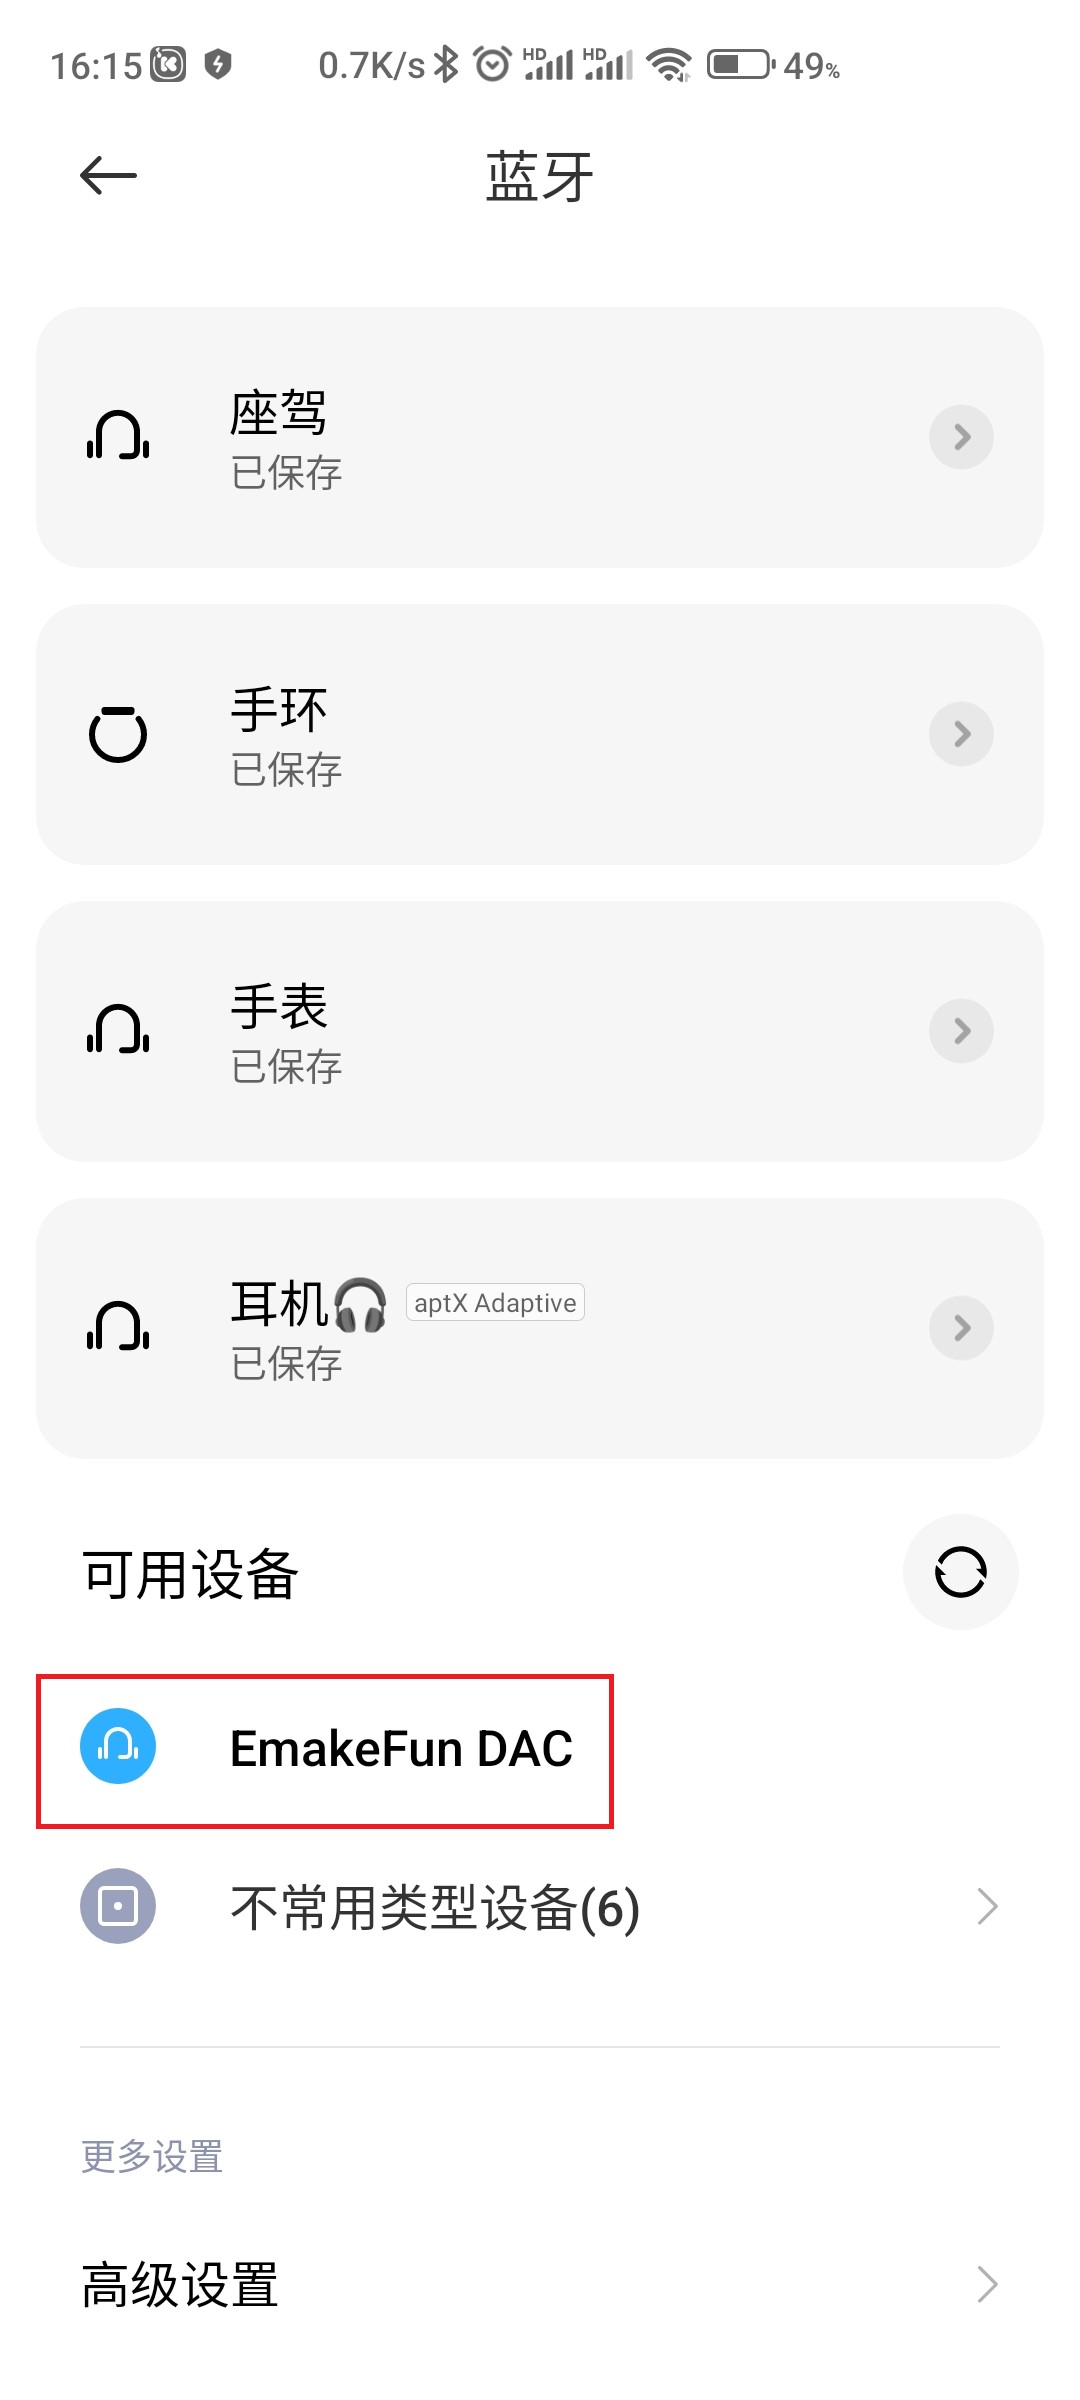 16:15 0.7K/s HD HD 49%
蓝牙
座驾
已保存
手环
已保存
手表
已保存
耳机🎧 aptX Adaptive
已保存
可用设备
EmakeFun DAC
不常用类型设备(6)
更多设置
高级设置